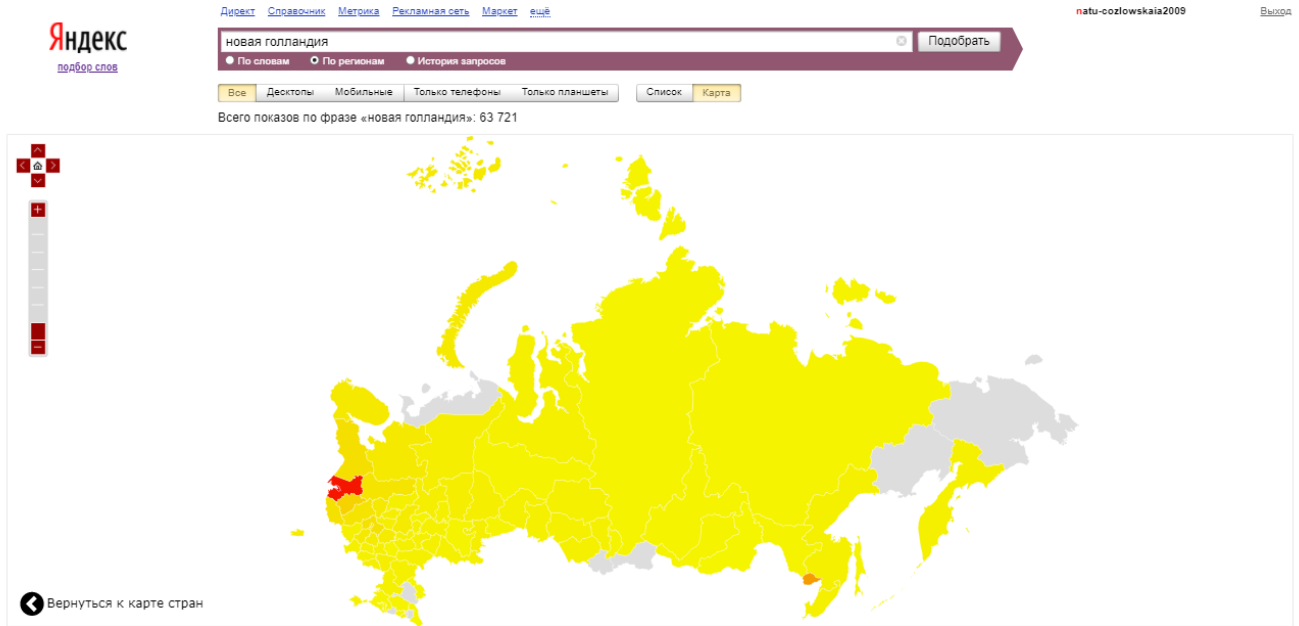 Директ Справочник Метрика Рекламная сеть Маркет ещё
natu-cozlowskaia2009 Выход
Яндекс
подбор слов
новая голландия
Подобрать
По словам По регионам История запросов
Все Десктопы Мобильные Только телефоны Только планшеты Список Карта
Всего показов по фразе «новая голландия»: 63 721
Вернуться к карте стран